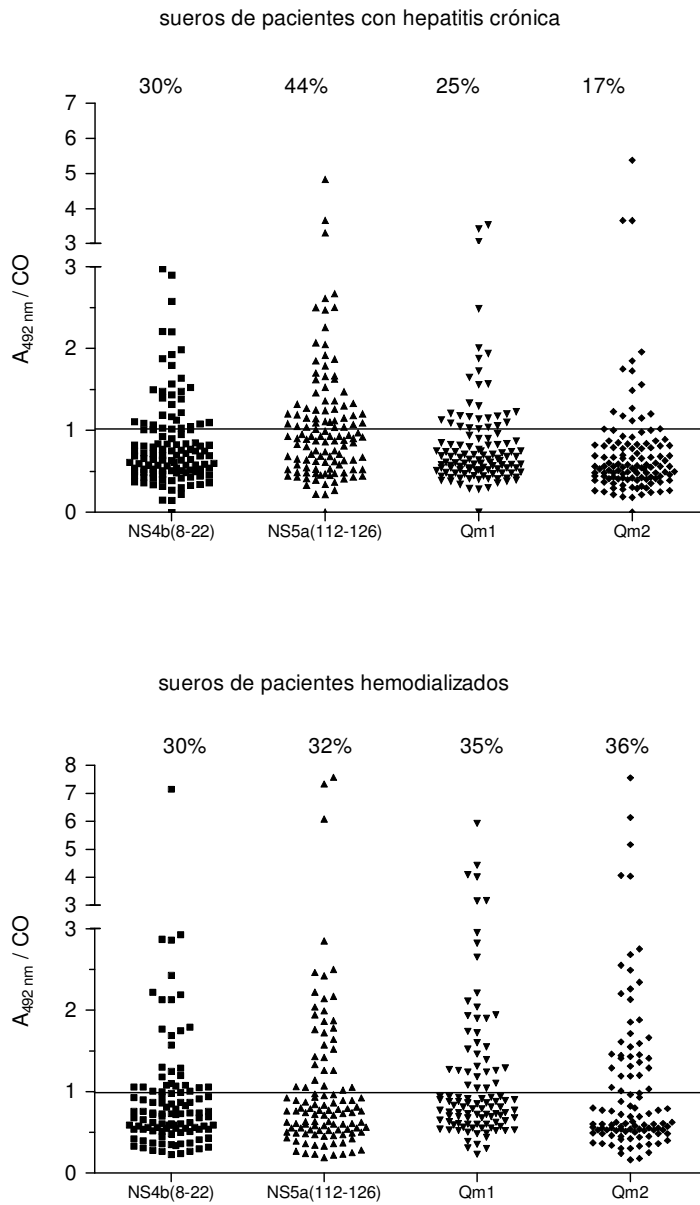 sueros de pacientes con hepatitis crónica
30% 44% 25% 17%
7
6
5
4
3
3
2
1
0
A492 nm / CO
NS4b(8-22) NS5a(112-126) Qm1 Qm2
sueros de pacientes hemodializados
30% 32% 35% 36%
8
7
6
5
4
3
3
2
1
0
A492 nm / CO
NS4b(8-22) NS5a(112-126) Qm1 Qm2